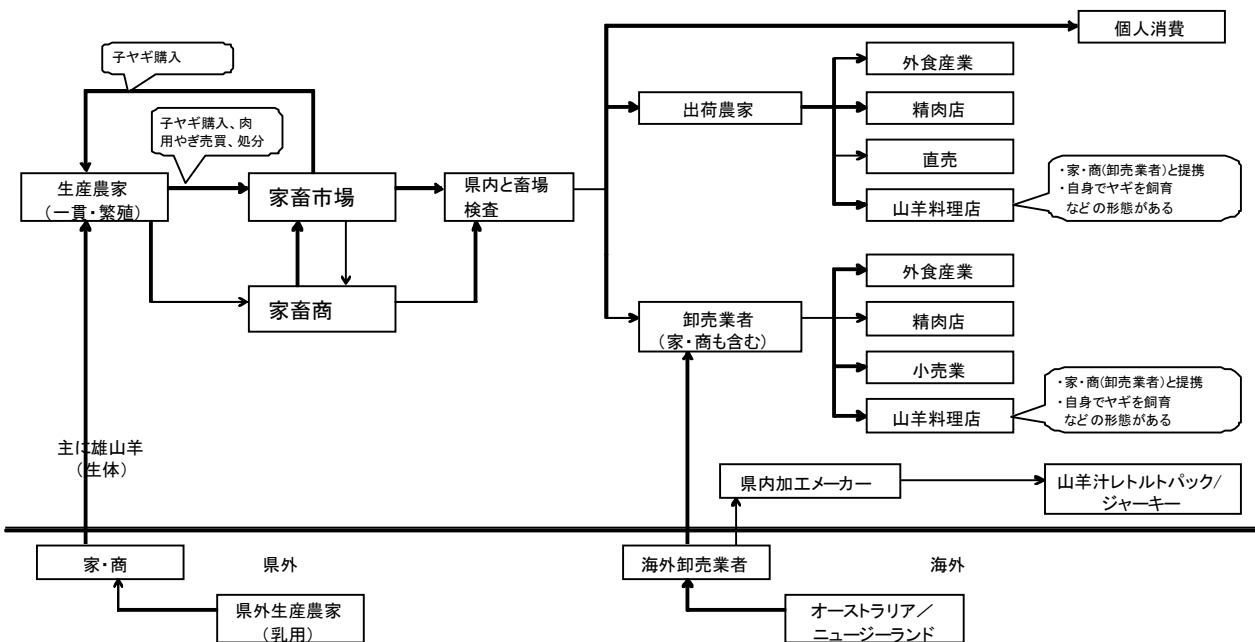 個人消費
子ヤギ購入
外食産業
出荷農家
精肉店
子ヤギ購入、肉
用やぎ売買、処分
直売
生産農家
(一貫・繁殖)
家畜市場
県内と畜場
検査
山羊料理店
・家・商(卸売業者)と提携
・自身でヤギを飼育
などの形態がある
外食産業
家畜商
卸売業者
(家・商も含む)
精肉店
小売業
山羊料理店
・家・商(卸売業者)と提携
・自身でヤギを飼育
などの形態がある
主に雄山羊
(生体)
県内加工メーカー
山羊汁レトルトパック/
ジャーキー
家・商
県外
海外卸売業者
海外
県外生産農家
(乳用)
オーストラリア/
ニュージーランド